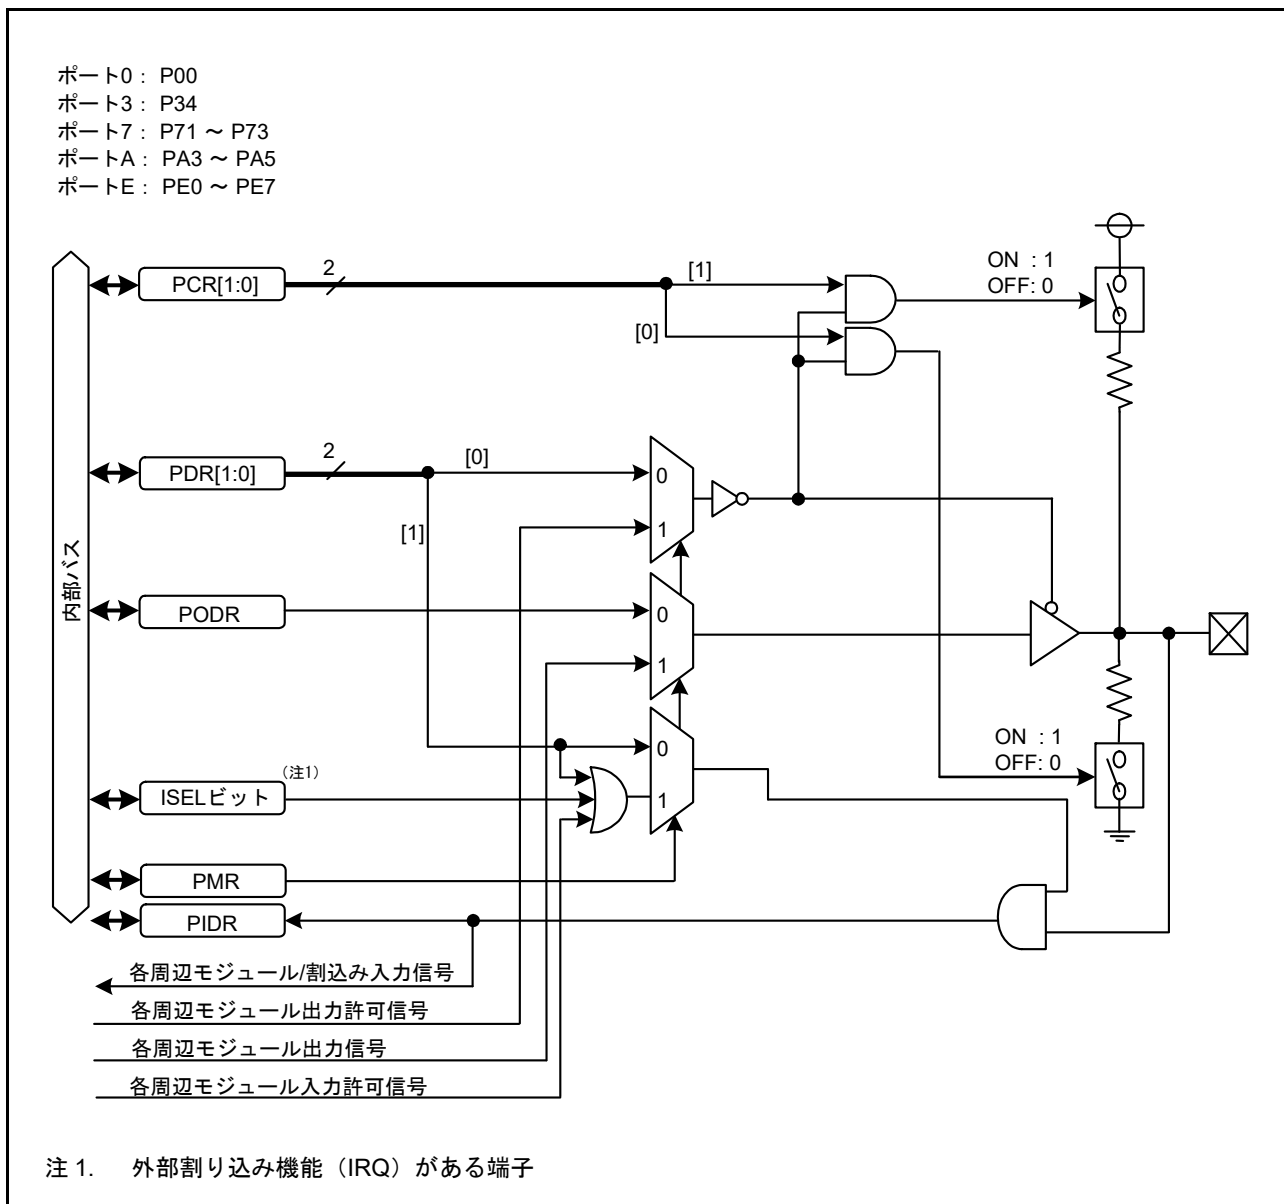 ポート0： P00
ポート3： P34
ポート7： P71 ～ P73
ポートA： PA3 ～ PA5
ポートE： PE0 ～ PE7
PCR[1:0]
2
[1]
[0]
ON : 1
OFF: 0
PDR[1:0]
2
[0]
[1]
0
1
内部バス
PODR
0
1
ISELビット
（注1）
0
1
ON : 1
OFF: 0
PMR
PIDR
各周辺モジュール/割込み入力信号
各周辺モジュール出力許可信号
各周辺モジュール出力信号
各周辺モジュール入力許可信号
注 1. 外部割り込み機能（IRQ）がある端子